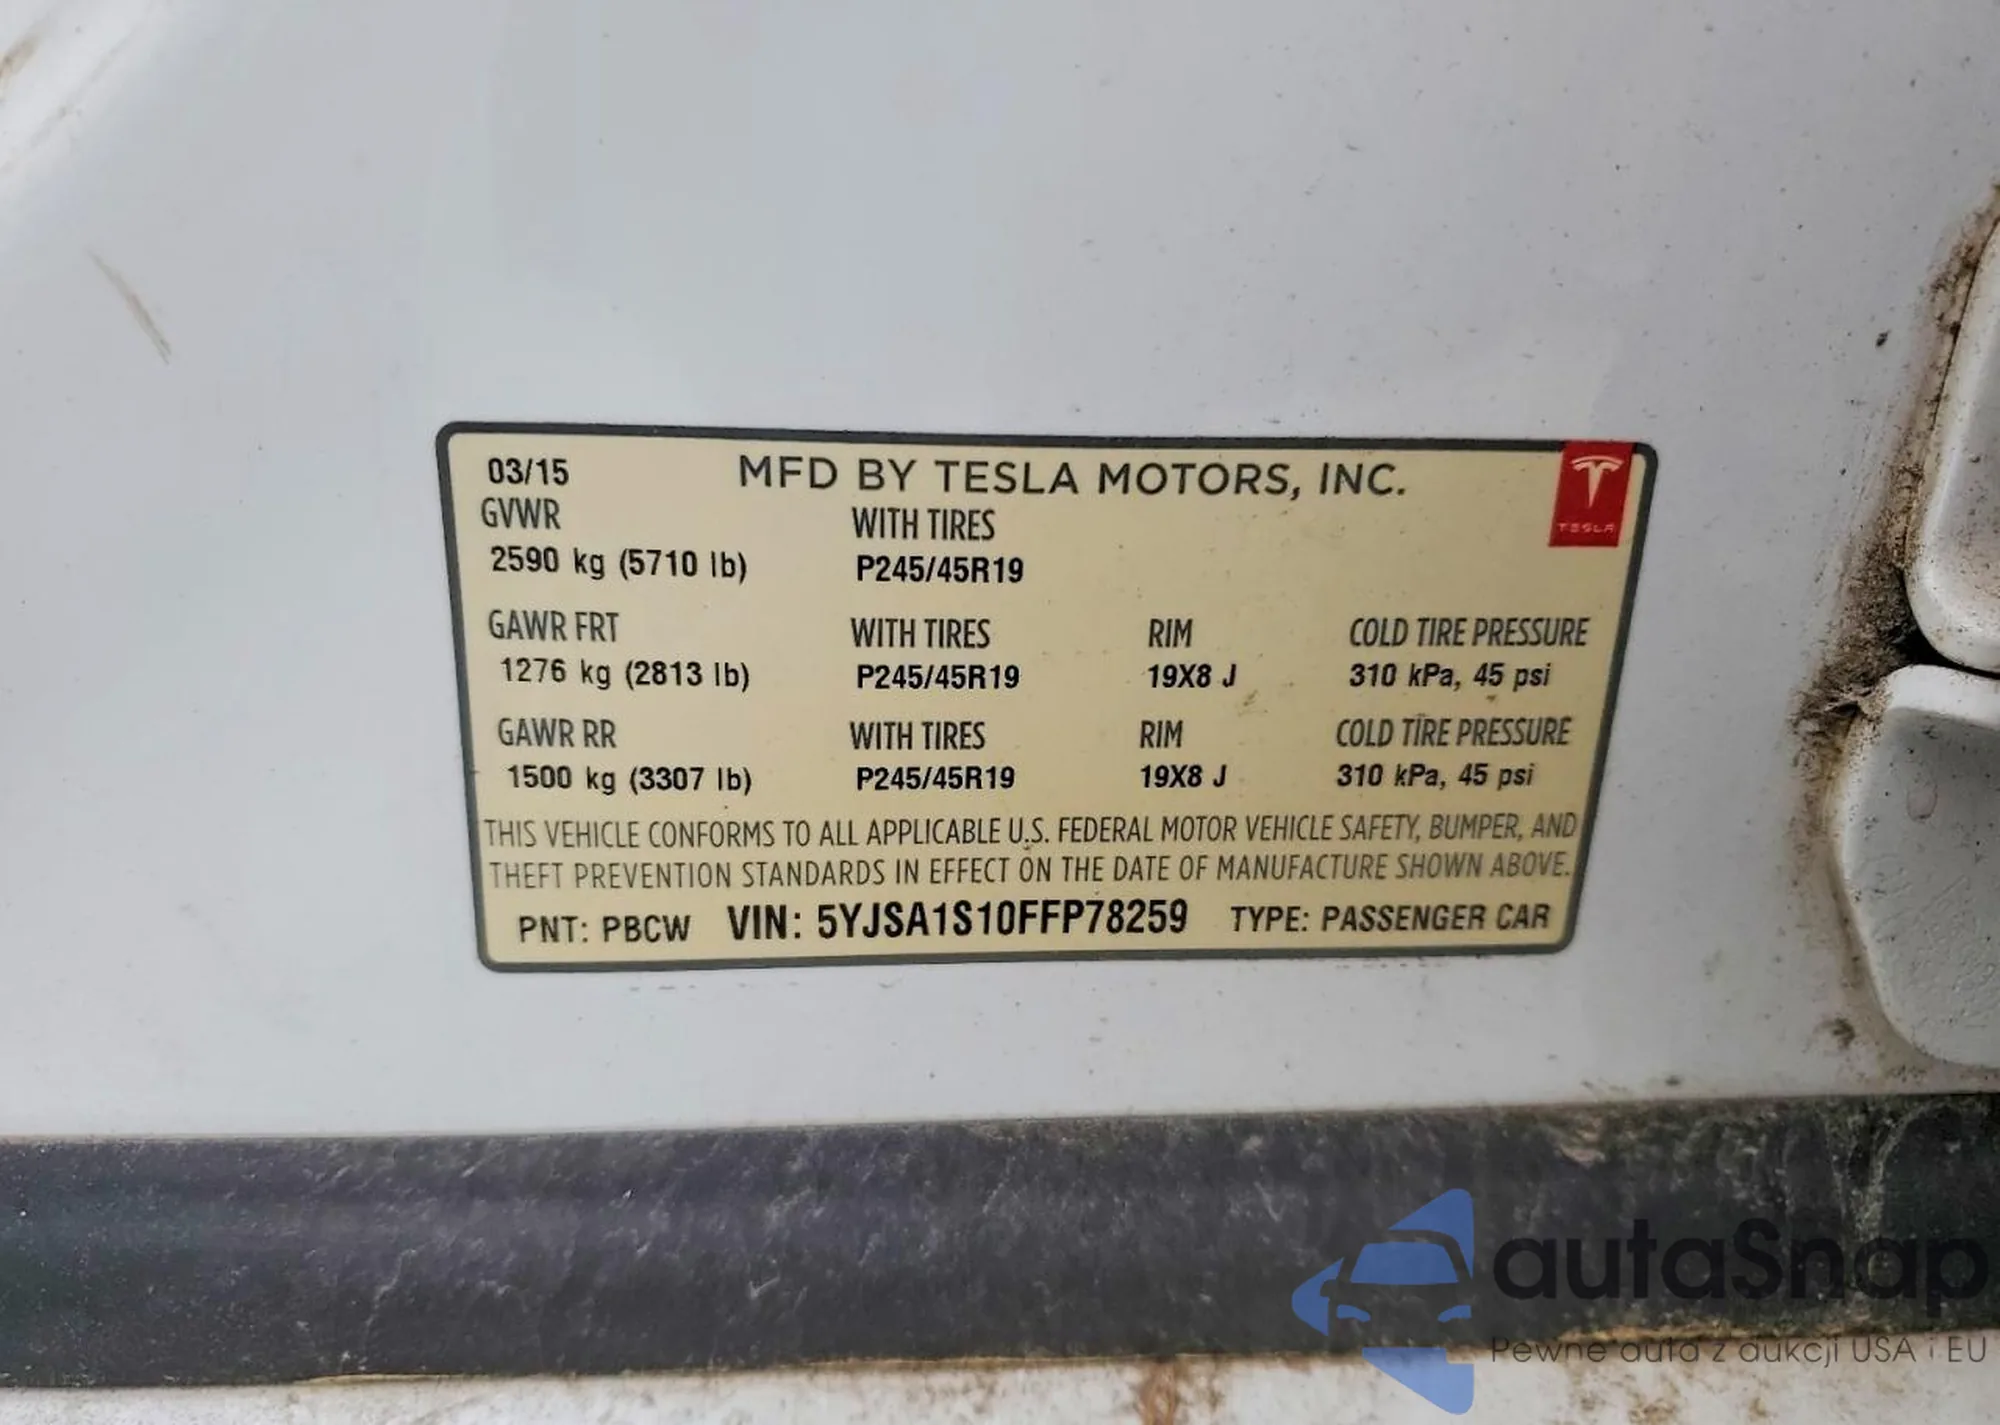 03/15 MFD BY TESLA MOTORS, INC.
TESLA
GVWR WITH TIRES
2590 kg (5710 lb) P245/45R19
GAWR FRT WITH TIRES RIM COLD TIRE PRESSURE
1276 kg (2813 lb) P245/45R19 19X8 J 310 kPa, 45 psi
GAWR RR WITH TIRES RIM COLD TIRE PRESSURE
1500 kg (3307 lb) P245/45R19 19X8 J 310 kPa, 45 psi
THIS VEHICLE CONFORMS TO ALL APPLICABLE U.S. FEDERAL MOTOR VEHICLE SAFETY, BUMPER, AND
THEFT PREVENTION STANDARDS IN EFFECT ON THE DATE OF MANUFACTURE SHOWN ABOVE.
PNT: PBCW VIN: 5YJSA1S10FFP78259 TYPE: PASSENGER CAR
autaSnap
Pewne auta z aukcji USA i EU